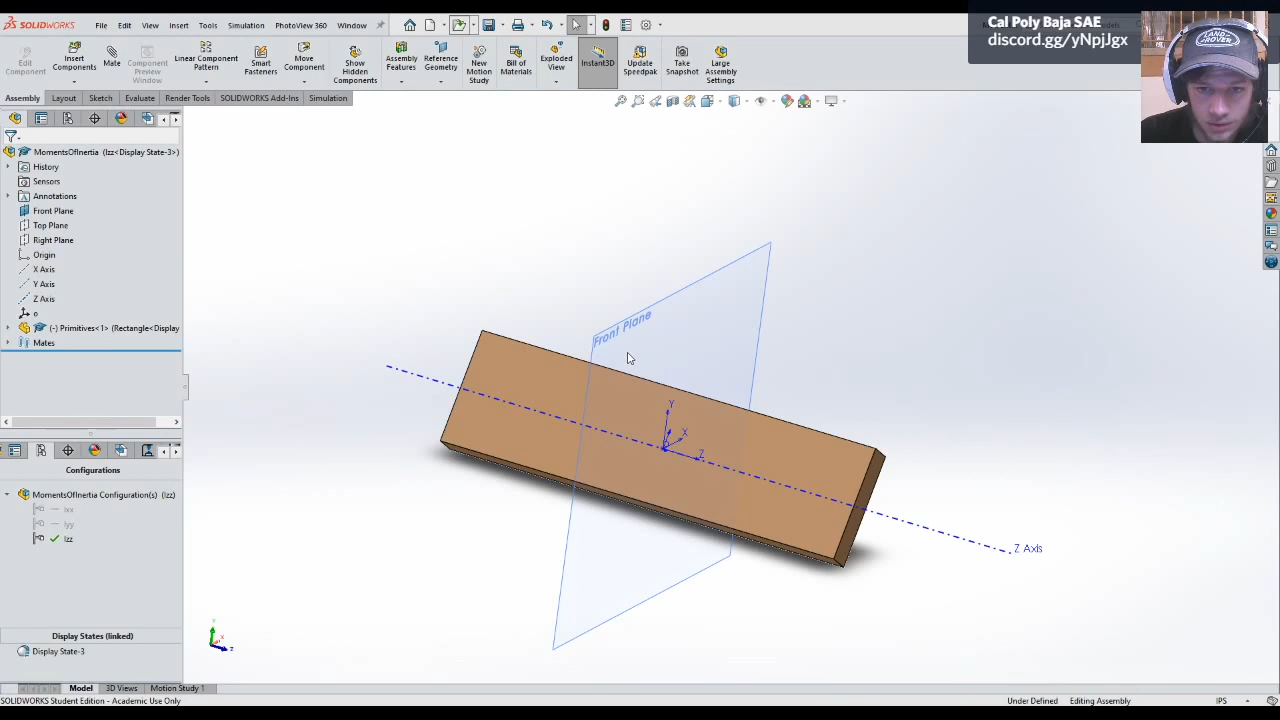 SOLIDWORKS
File
Edit
View
Insert
Tools
Simulation
PhotoView 360
Window
Cal Poly Baja SAE
discord.gg/yNpjJgx
LAND-
ROVER
Edit
Component
Insert
Components
Mate
Component
Preview
Window
Linear Component
Pattern
Smart
Fasteners
Move
Component
Show
Hidden
Components
Assembly
Features
Reference
Geometry
New
Motion
Study
Bill of
Materials
Exploded
View
Instant3D
Update
Speedpak
Take
Snapshot
Large
Assembly
Settings
Assembly
Layout
Sketch
Evaluate
Render Tools
SOLIDWORKS Add-Ins
Simulation
MomentsOfInertia (Izz<Display State-3>)
History
Sensors
Annotations
Front Plane
Top Plane
Right Plane
Origin
X Axis
Y Axis
Z Axis
o
(-) Primitives<1> (Rectangle<Display
Mates
Front Plane
Y
X
Z
Z Axis
Configurations
MomentsOfInertia Configuration(s) (Izz)
Ixx
Iyy
Izz
Display States (linked)
Display State-3
Y
X
Z
Model
3D Views
Motion Study 1
SOLIDWORKS Student Edition - Academic Use Only
Under Defined
Editing Assembly
IPS